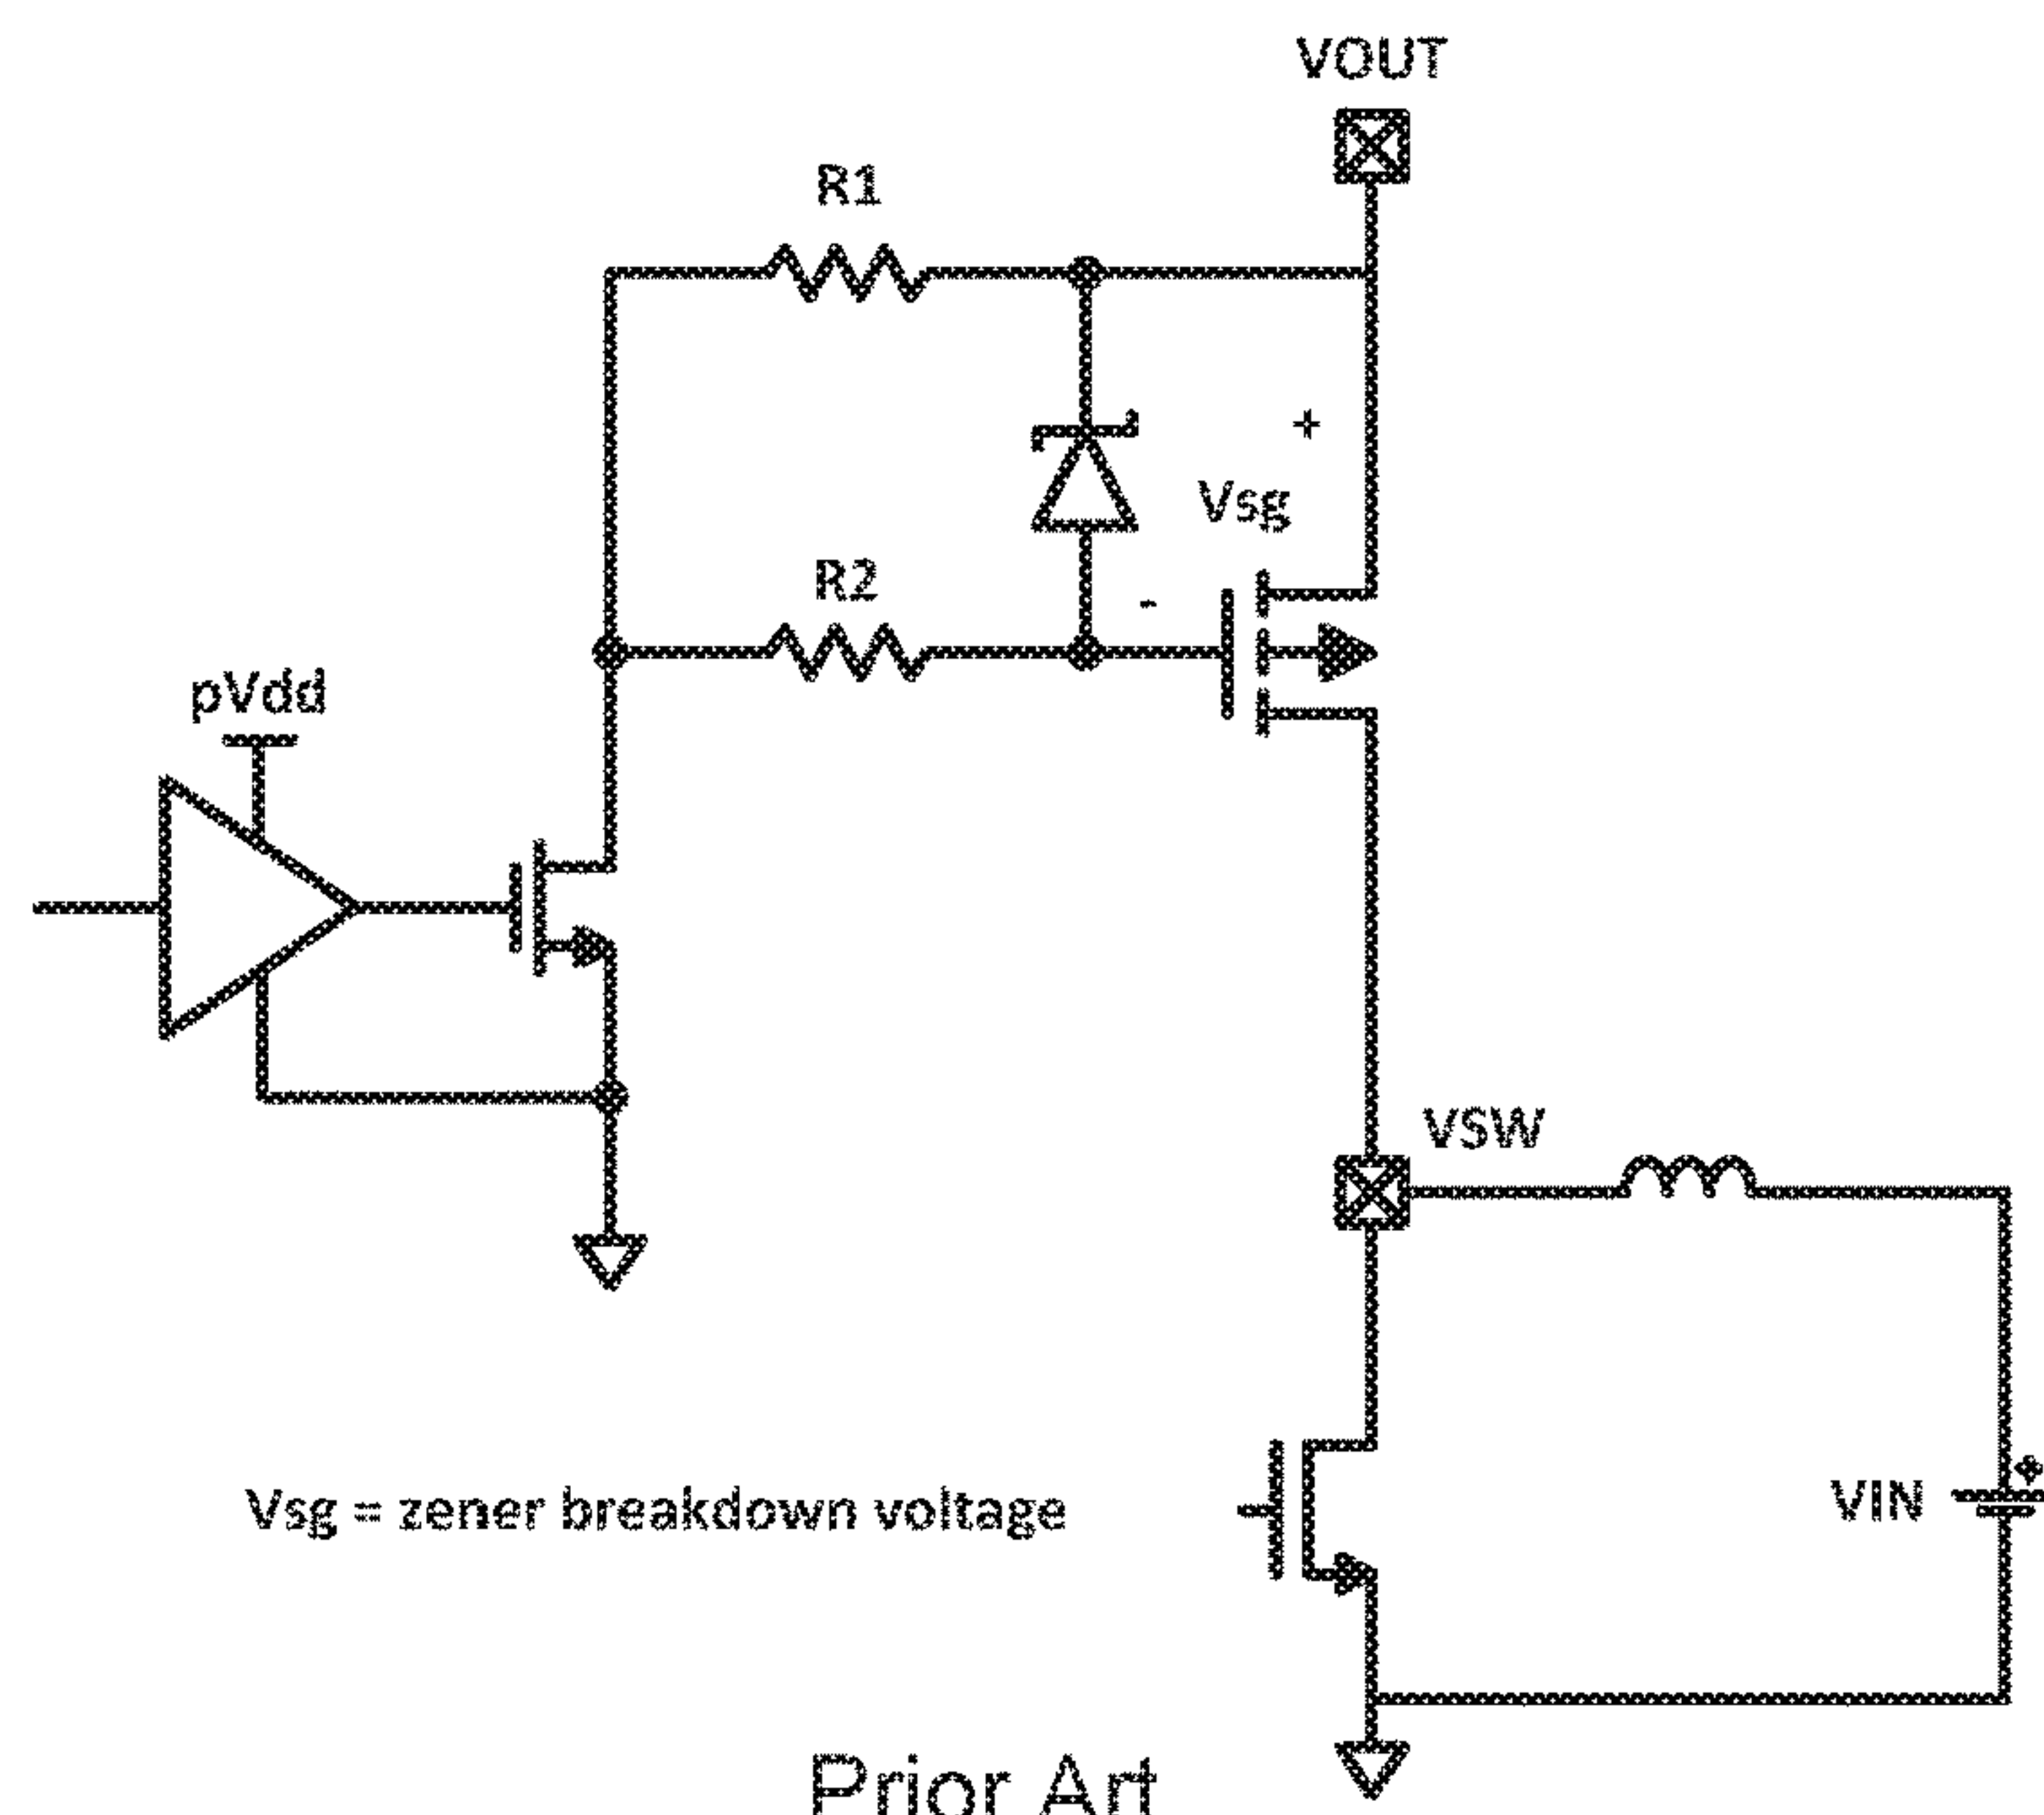 VOUT
R1
+
Vsg
R2
-
pVdd
VSW
VIN
+
Vsg = zener breakdown voltage
Prior Art